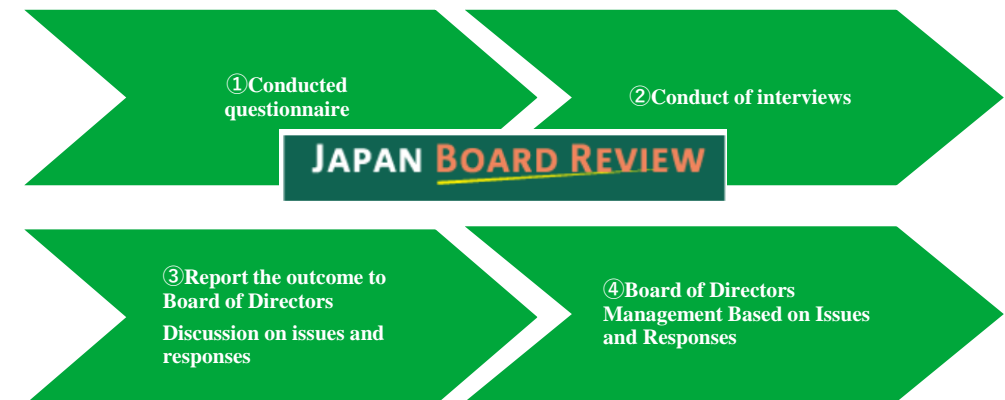 ①Conducted
questionnaire
②Conduct of interviews
JAPAN BOARD REVIEW
③Report the outcome to
Board of Directors
Discussion on issues and
responses
④Board of Directors
Management Based on Issues
and Responses